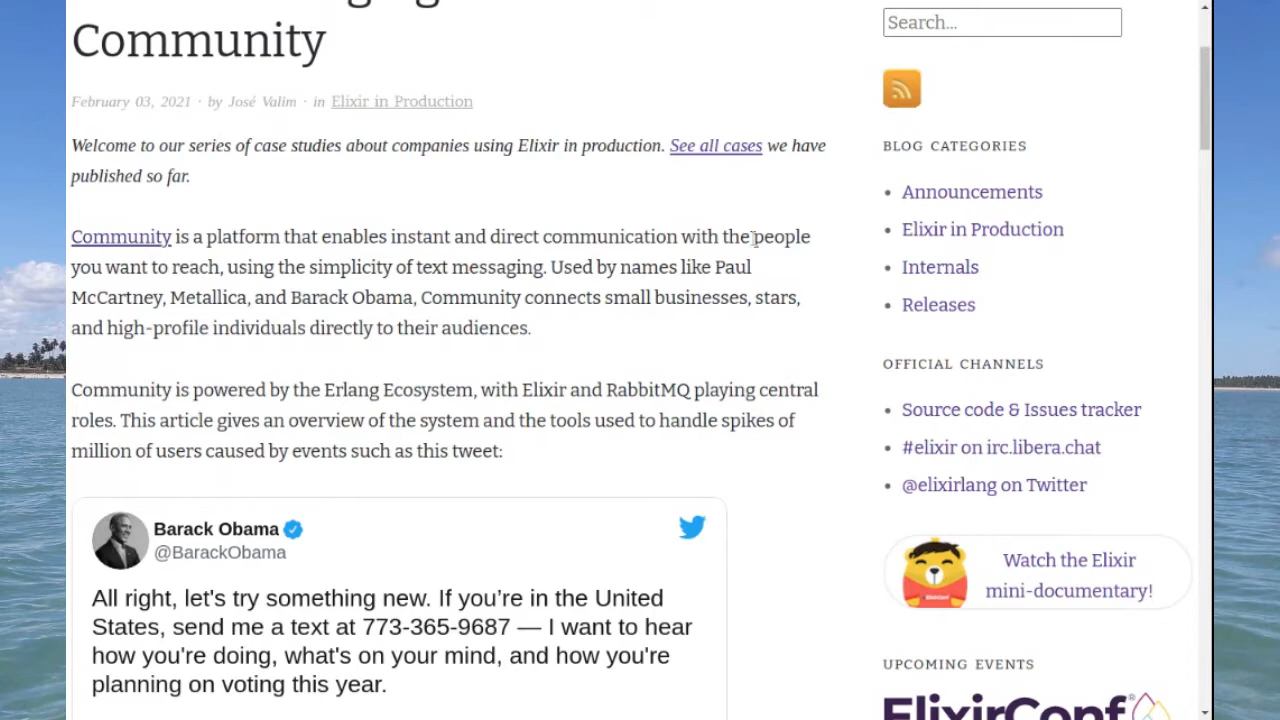 Community
February 03, 2021 · by José Valim · in Elixir in Production
Welcome to our series of case studies about companies using Elixir in production. See all cases we have
published so far.
Community is a platform that enables instant and direct communication with the people
you want to reach, using the simplicity of text messaging. Used by names like Paul
McCartney, Metallica, and Barack Obama, Community connects small businesses, stars,
and high-profile individuals directly to their audiences.
Community is powered by the Erlang Ecosystem, with Elixir and RabbitMQ playing central
roles. This article gives an overview of the system and the tools used to handle spikes of
million of users caused by events such as this tweet:
Barack Obama
@BarackObama
All right, let's try something new. If you're in the United
States, send me a text at 773-365-9687 — I want to hear
how you're doing, what's on your mind, and how you're
planning on voting this year.
Search...
BLOG CATEGORIES
• Announcements
• Elixir in Production
• Internals
• Releases
OFFICIAL CHANNELS
• Source code & Issues tracker
• #elixir on irc.libera.chat
• @elixirlang on Twitter
Watch the Elixir
mini-documentary!
UPCOMING EVENTS
ElixirConf®